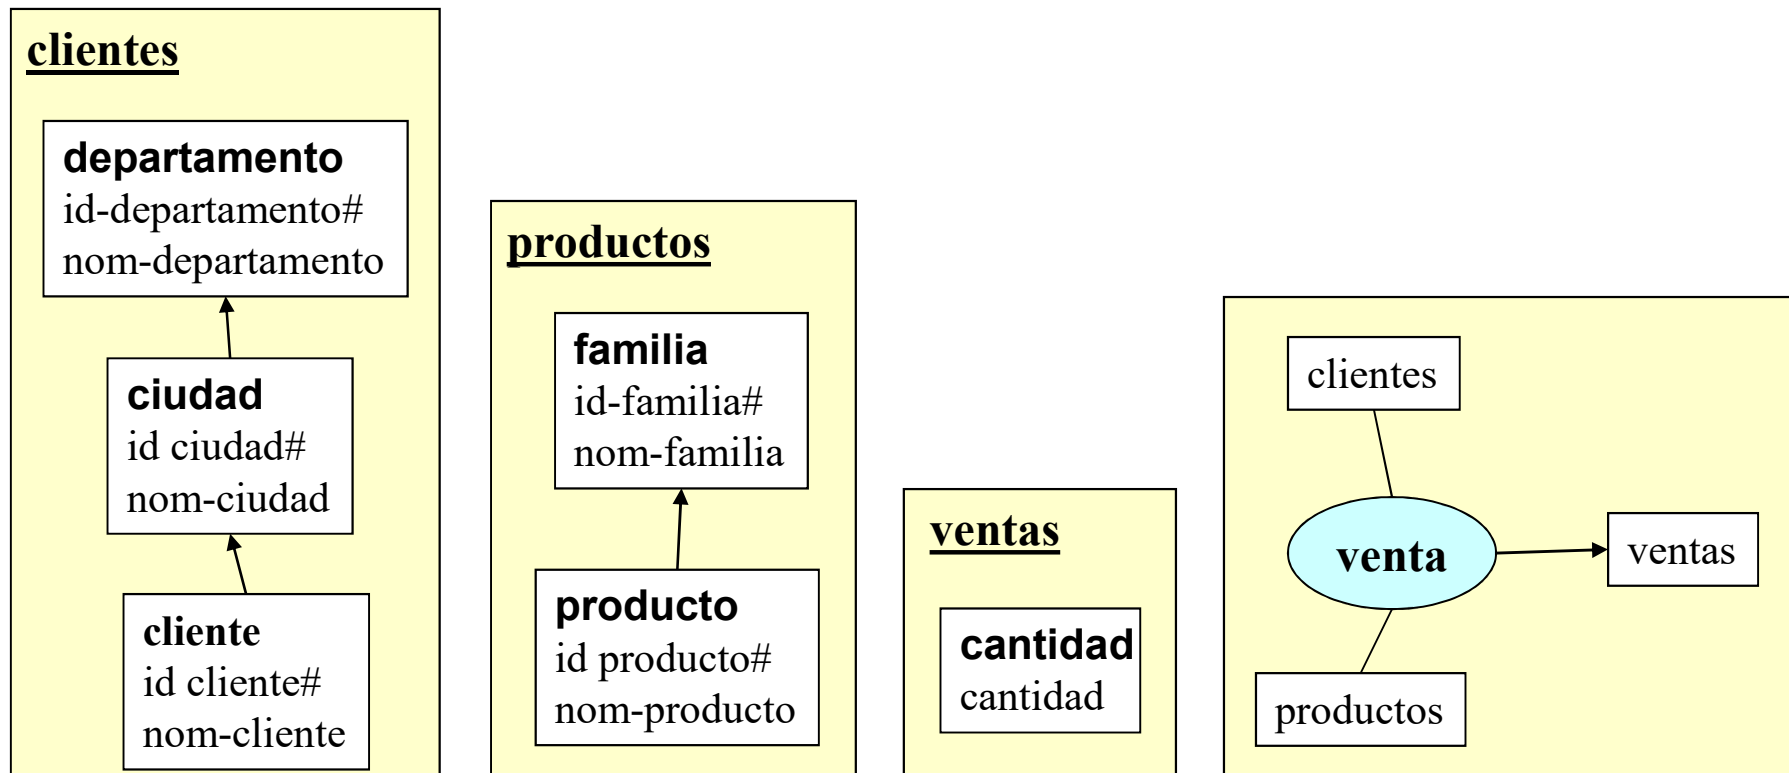 clientes
departamento
id-departamento#
nom-departamento
ciudad
id ciudad#
nom-ciudad
cliente
id cliente#
nom-cliente
productos
familia
id-familia#
nom-familia
producto
id producto#
nom-producto
ventas
cantidad
cantidad
clientes
venta
ventas
productos